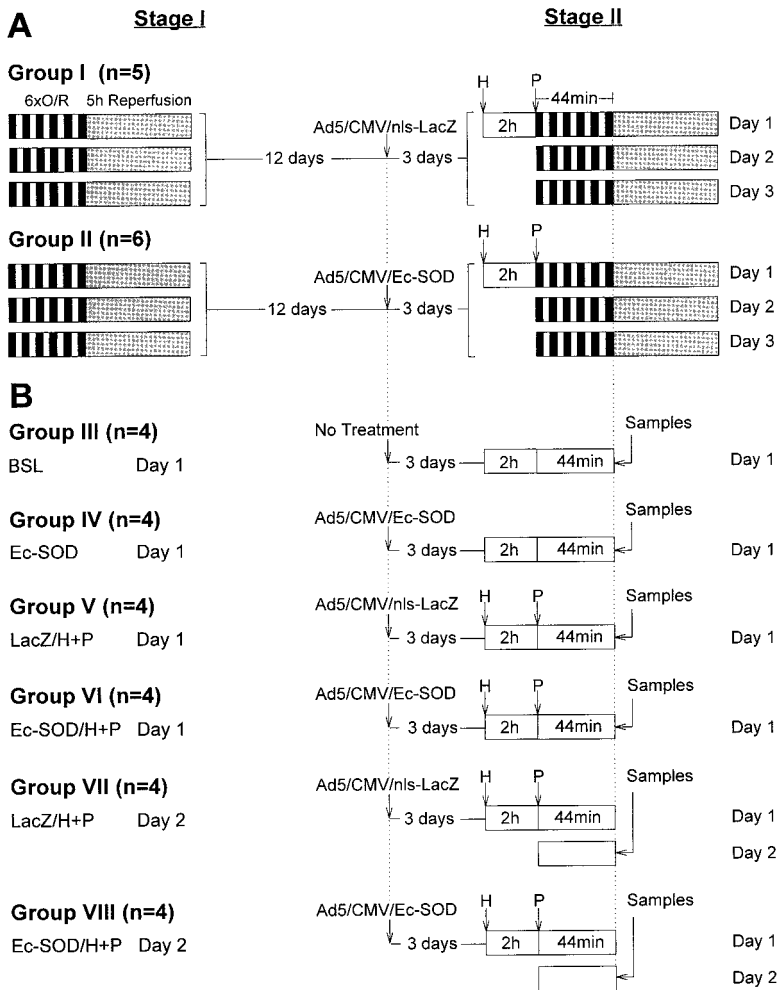 A
Stage I
Stage II
Group I (n=5)
6xO/R 5h Reperfusion
H P
44min
Ad5/CMV/nls-LacZ
2h
Day 1
12 days
3 days
Day 2
Day 3
Group II (n=6)
H P
Ad5/CMV/Ec-SOD
2h
Day 1
12 days
3 days
Day 2
Day 3
B
Group III (n=4)
No Treatment
Samples
BSL Day 1
3 days
2h
44min
Day 1
Group IV (n=4)
Ad5/CMV/Ec-SOD
Samples
Ec-SOD Day 1
3 days
2h
44min
Day 1
Group V (n=4)
Ad5/CMV/nls-LacZ
H P
Samples
LacZ/H+P Day 1
3 days
2h
44min
Day 1
Group VI (n=4)
Ad5/CMV/Ec-SOD
H P
Samples
Ec-SOD/H+P Day 1
3 days
2h
44min
Day 1
Group VII (n=4)
Ad5/CMV/nls-LacZ
H P
Samples
LacZ/H+P Day 2
3 days
2h
44min
Day 1
Day 2
Group VIII (n=4)
Ad5/CMV/Ec-SOD
H P
Samples
Ec-SOD/H+P Day 2
3 days
2h
44min
Day 1
Day 2